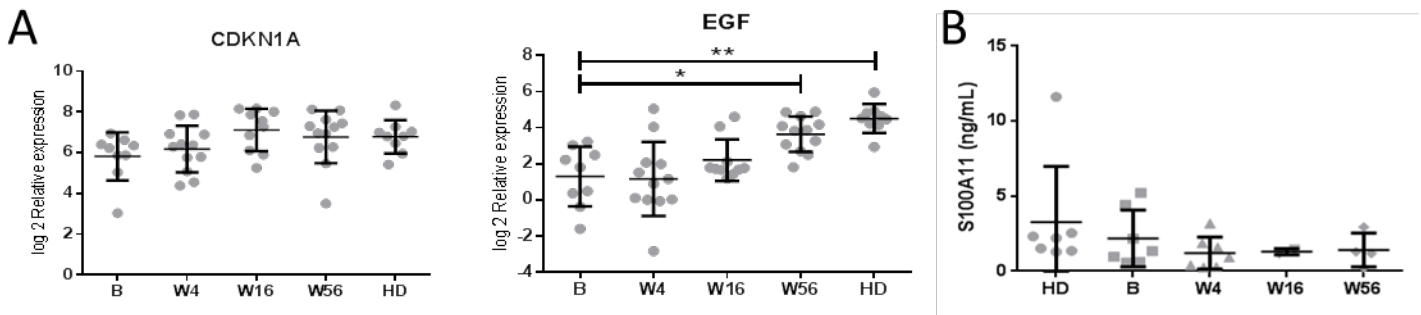 A
CDKN1A
log 2 Relative expression
10
8
6
4
2
0
B W4 W16 W56 HD
EGF
log 2 Relative expression
8
6
4
2
0
-2
-4
**
*
B W4 W16 W56 HD
B
S100A11 (ng/mL)
15
10
5
0
HD B W4 W16 W56